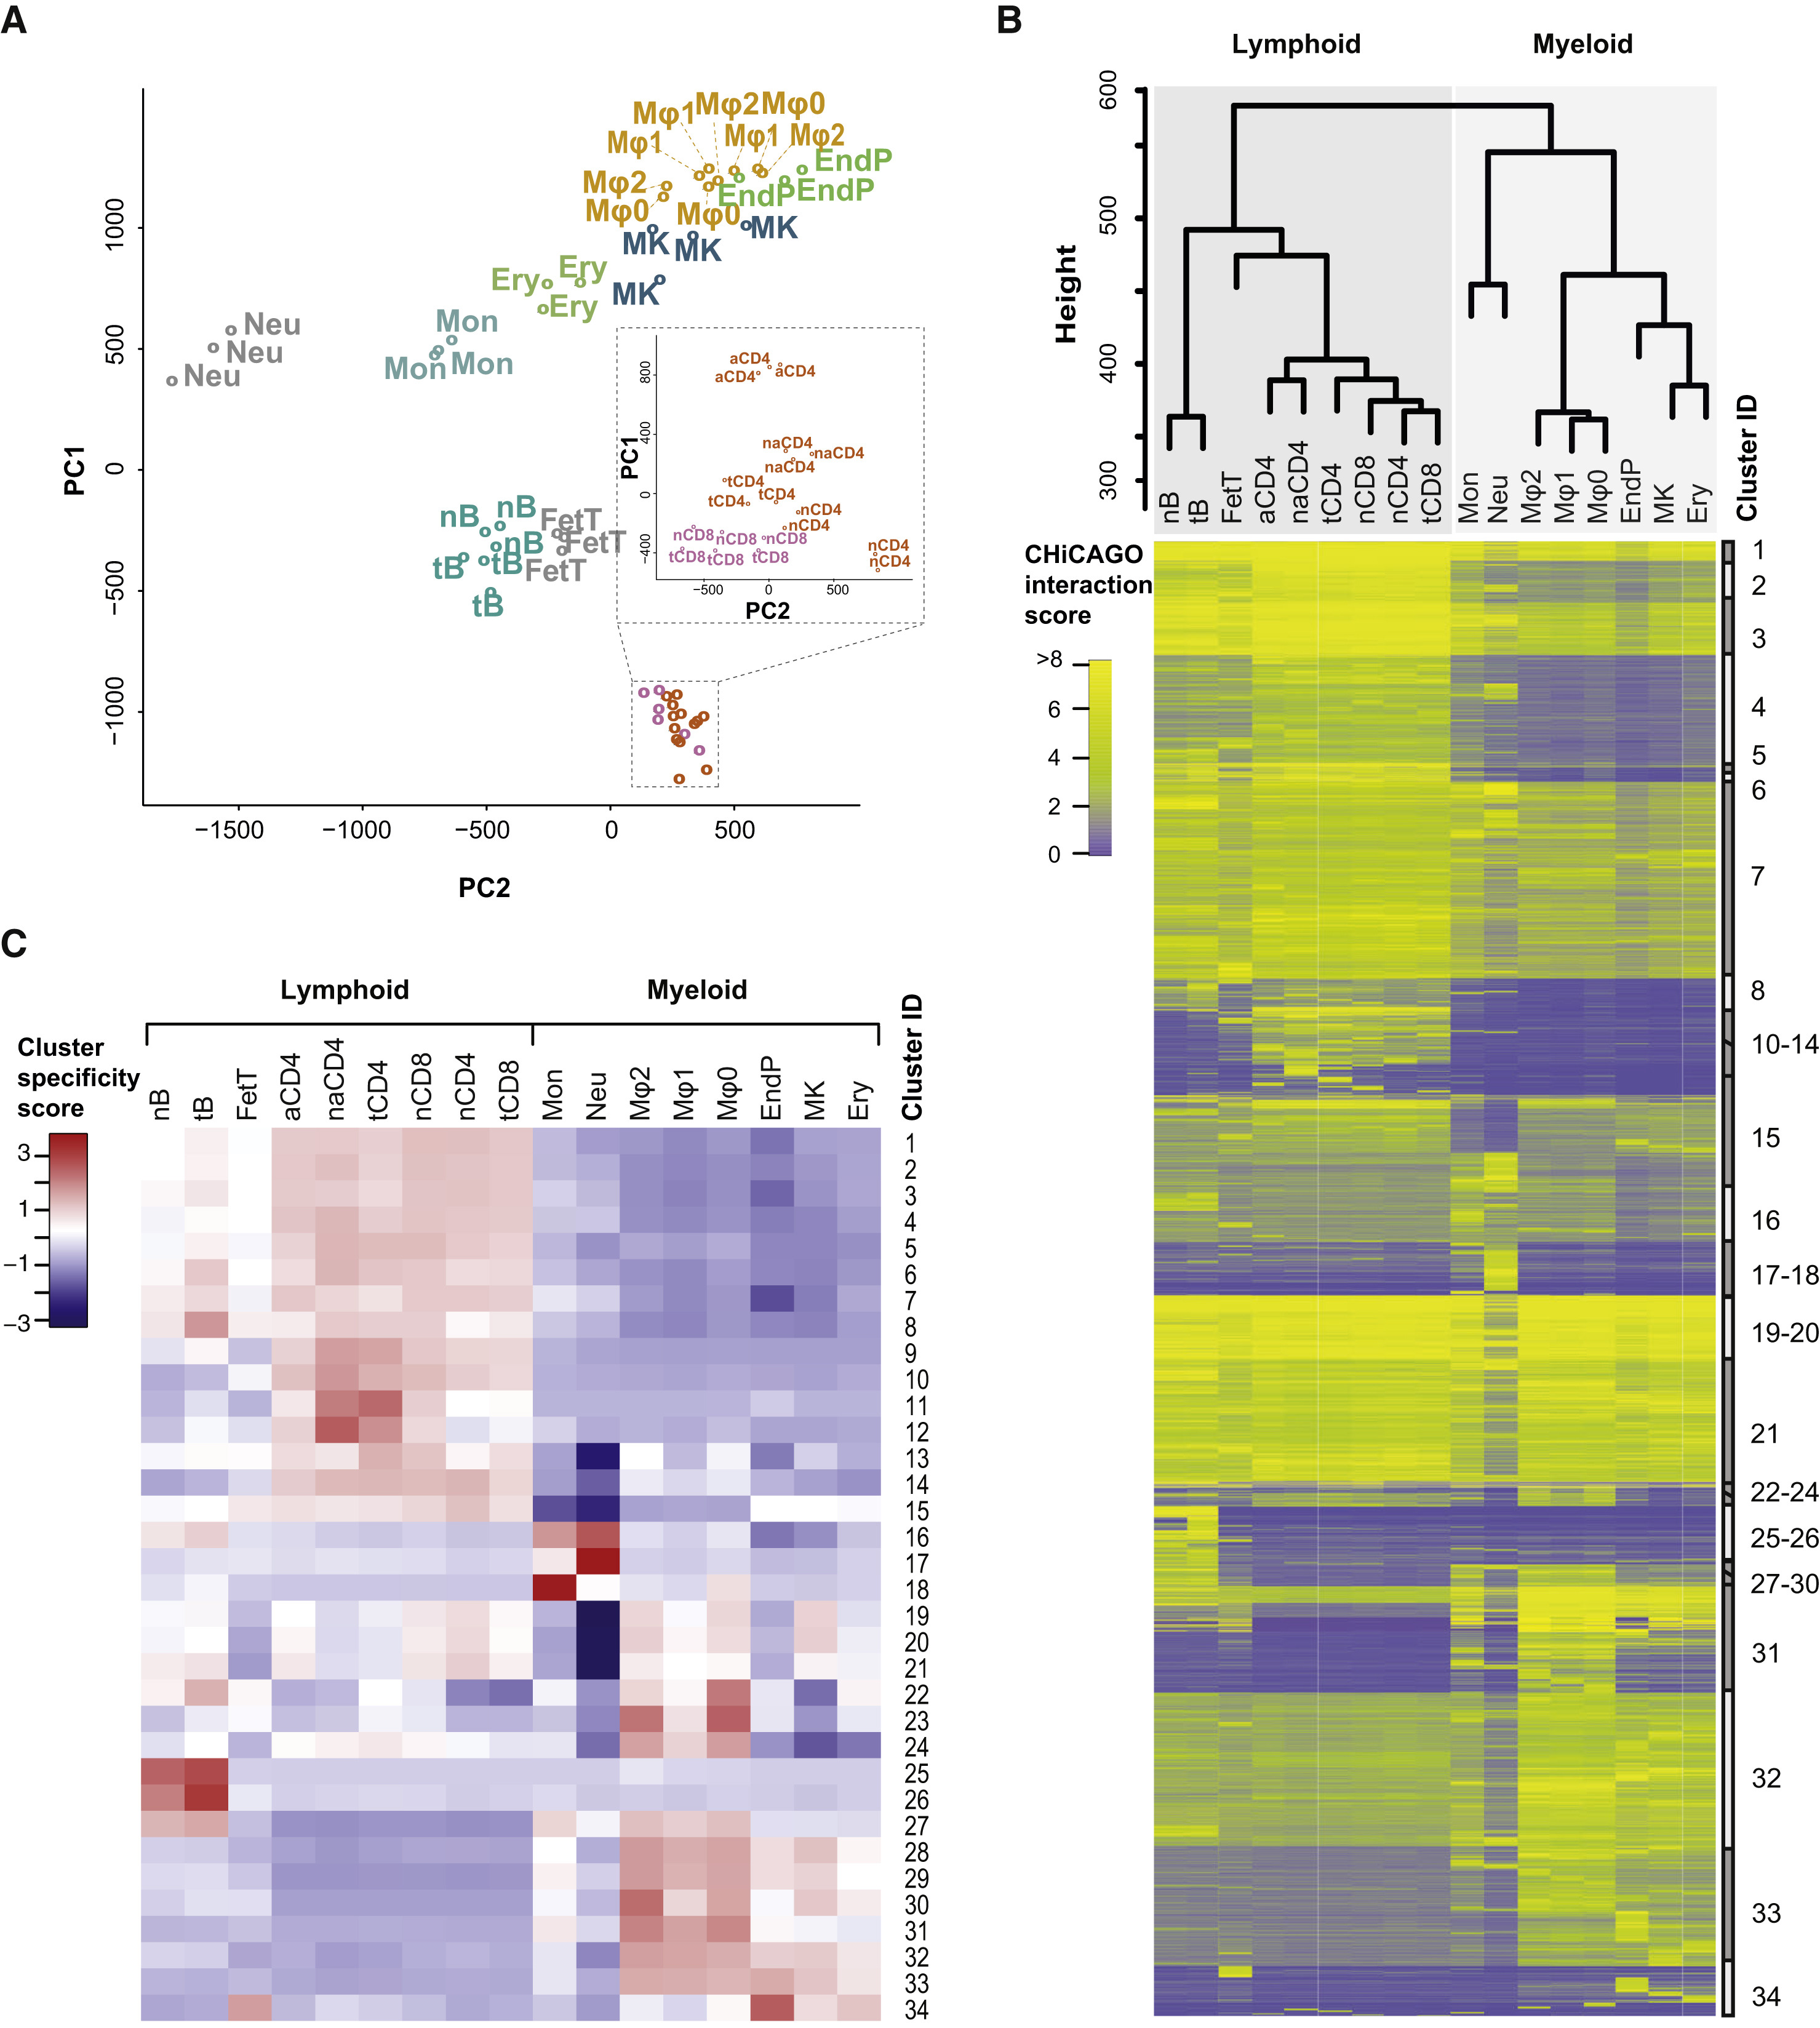 A
Mφ1 Mφ2 Mφ0
Mφ1 Mφ1 Mφ2
EndP
Mφ2 EndP EndP
Mφ0 Mφ0
MK MK MK
Ery Ery
MK
Ery
Neu Mon
Neu
Mon Mon
Neu
nB nB FetT
nB FetT
tB tB FetT
tB
PC1
1000
500
0
−500
−1000
−1500 −1000 −500 0 500
PC2
aCD4
aCD4 aCD4
naCD4
naCD4
naCD4
tCD4
tCD4
tCD4
nCD4
nCD4
nCD8 nCD8 nCD8
tCD8 tCD8 tCD8
nCD4
nCD4
PC1
800
400
0
−400
−500 0 500
PC2
B
Lymphoid Myeloid
Height
600
500
400
300
nB tB FetT aCD4 naCD4 tCD4 nCD8 nCD4 tCD8 Mon Neu Mφ2 Mφ1 Mφ0 EndP MK Ery
Cluster ID
CHiCAGO
interaction
score
>8
6
4
2
0
1
2
3
4
5
6
7
8
10-14
15
16
17-18
19-20
21
22-24
25-26
27-30
31
32
33
34
C
Lymphoid Myeloid
Cluster
specificity
score
3
1
−1
−3
nB tB FetT aCD4 naCD4 tCD4 nCD8 nCD4 tCD8 Mon Neu Mφ2 Mφ1 Mφ0 EndP MK Ery
Cluster ID
1
2
3
4
5
6
7
8
9
10
11
12
13
14
15
16
17
18
19
20
21
22
23
24
25
26
27
28
29
30
31
32
33
34